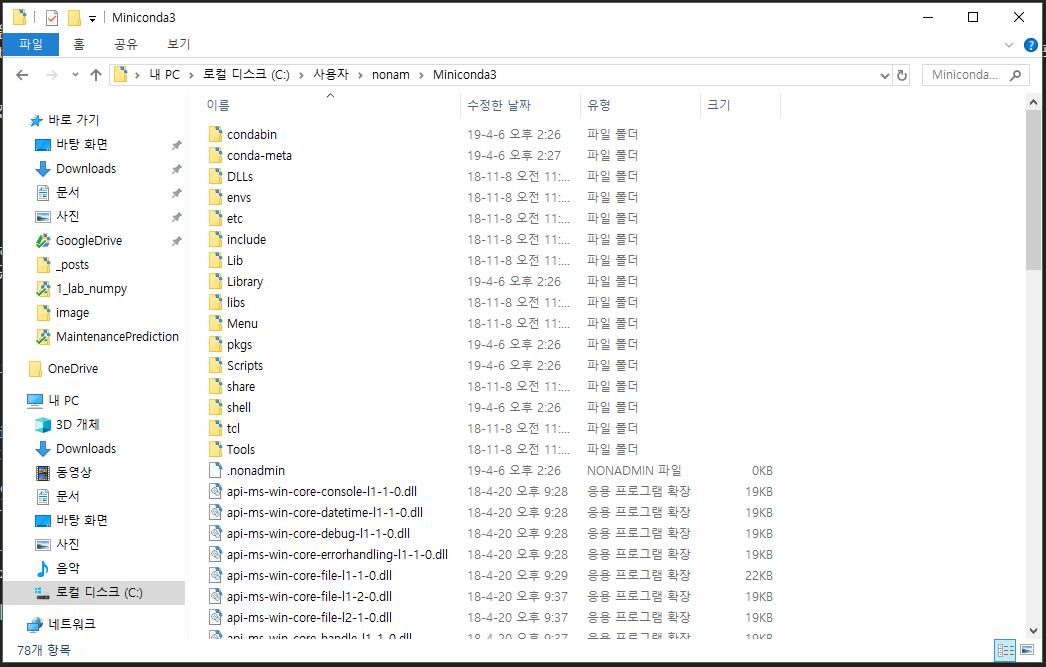 Miniconda3
파일 홈 공유 보기
내 PC 로컬 디스크 (C:) 사용자 nonam Miniconda3 Miniconda...
이름 수정한 날짜 유형 크기
바로 가기
바탕 화면
Downloads
문서
사진
GoogleDrive
_posts
1_lab_numpy
image
MaintenancePrediction
OneDrive
내 PC
3D 개체
Downloads
동영상
문서
바탕 화면
사진
음악
로컬 디스크 (C:)
네트워크
condabin 19-4-6 오후 2:26 파일 폴더
conda-meta 19-4-6 오후 2:27 파일 폴더
DLLs 18-11-8 오전 11:... 파일 폴더
envs 18-11-8 오전 11:... 파일 폴더
etc 18-11-8 오전 11:... 파일 폴더
include 18-11-8 오전 11:... 파일 폴더
Lib 18-11-8 오전 11:... 파일 폴더
Library 19-4-6 오후 2:26 파일 폴더
libs 18-11-8 오전 11:... 파일 폴더
Menu 18-11-8 오전 11:... 파일 폴더
pkgs 19-4-6 오후 2:26 파일 폴더
Scripts 19-4-6 오후 2:26 파일 폴더
share 18-11-8 오전 11:... 파일 폴더
shell 19-4-6 오후 2:26 파일 폴더
tcl 18-11-8 오전 11:... 파일 폴더
Tools 18-11-8 오전 11:... 파일 폴더
.nonadmin 19-4-6 오후 2:26 NONADMIN 파일 0KB
api-ms-win-core-console-l1-1-0.dll 18-4-20 오후 9:28 응용 프로그램 확장 19KB
api-ms-win-core-datetime-l1-1-0.dll 18-4-20 오후 9:28 응용 프로그램 확장 19KB
api-ms-win-core-debug-l1-1-0.dll 18-4-20 오후 9:28 응용 프로그램 확장 19KB
api-ms-win-core-errorhandling-l1-1-0.dll 18-4-20 오후 9:28 응용 프로그램 확장 19KB
api-ms-win-core-file-l1-1-0.dll 18-4-20 오후 9:29 응용 프로그램 확장 22KB
api-ms-win-core-file-l1-2-0.dll 18-4-20 오후 9:37 응용 프로그램 확장 19KB
api-ms-win-core-file-l2-1-0.dll 18-4-20 오후 9:37 응용 프로그램 확장 19KB
api-ms-win-core-handle-l1-1-0.dll 18-4-20 오후 9:37 응용 프로그램 확장 19KB
78개 항목